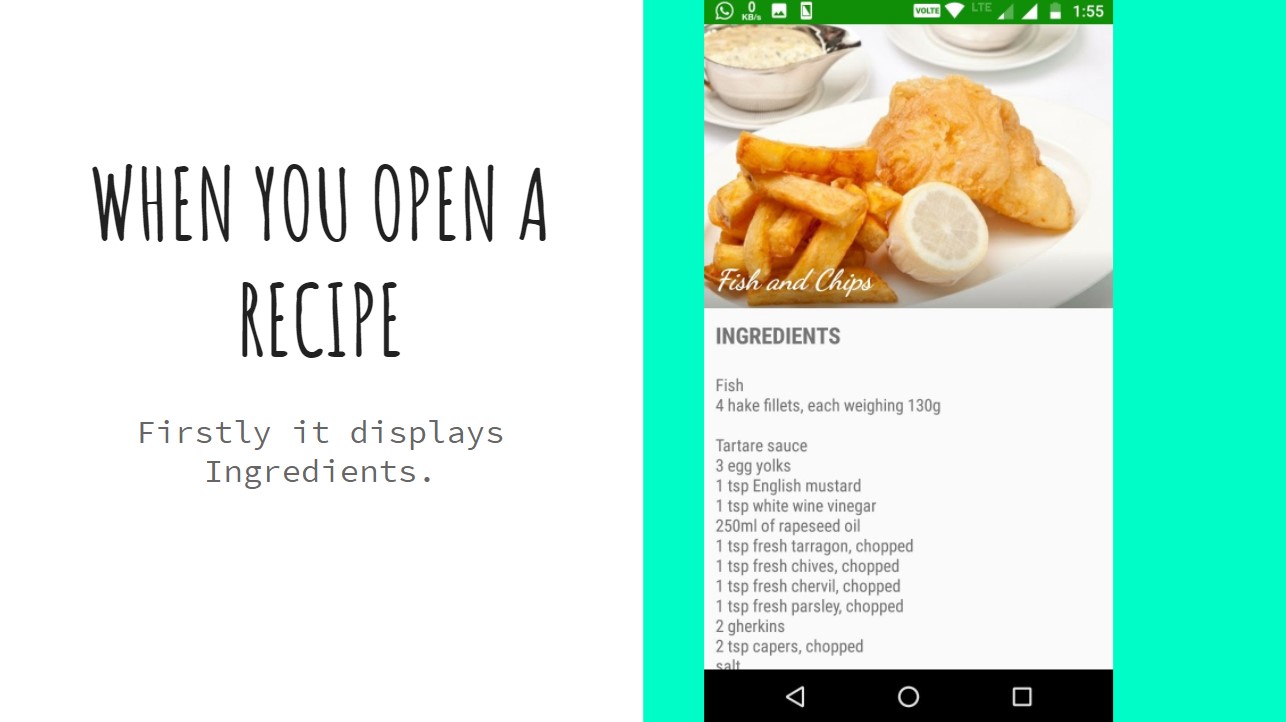 WHEN YOU OPEN A
RECIPE
Firstly it displays
Ingredients.
0
KB/s
VOLTE
LTE
1:55
Fish and Chips
INGREDIENTS
Fish
4 hake fillets, each weighing 130g
Tartare sauce
3 egg yolks
1 tsp English mustard
1 tsp white wine vinegar
250ml of rapeseed oil
1 tsp fresh tarragon, chopped
1 tsp fresh chives, chopped
1 tsp fresh chervil, chopped
1 tsp fresh parsley, chopped
2 gherkins
2 tsp capers, chopped
salt